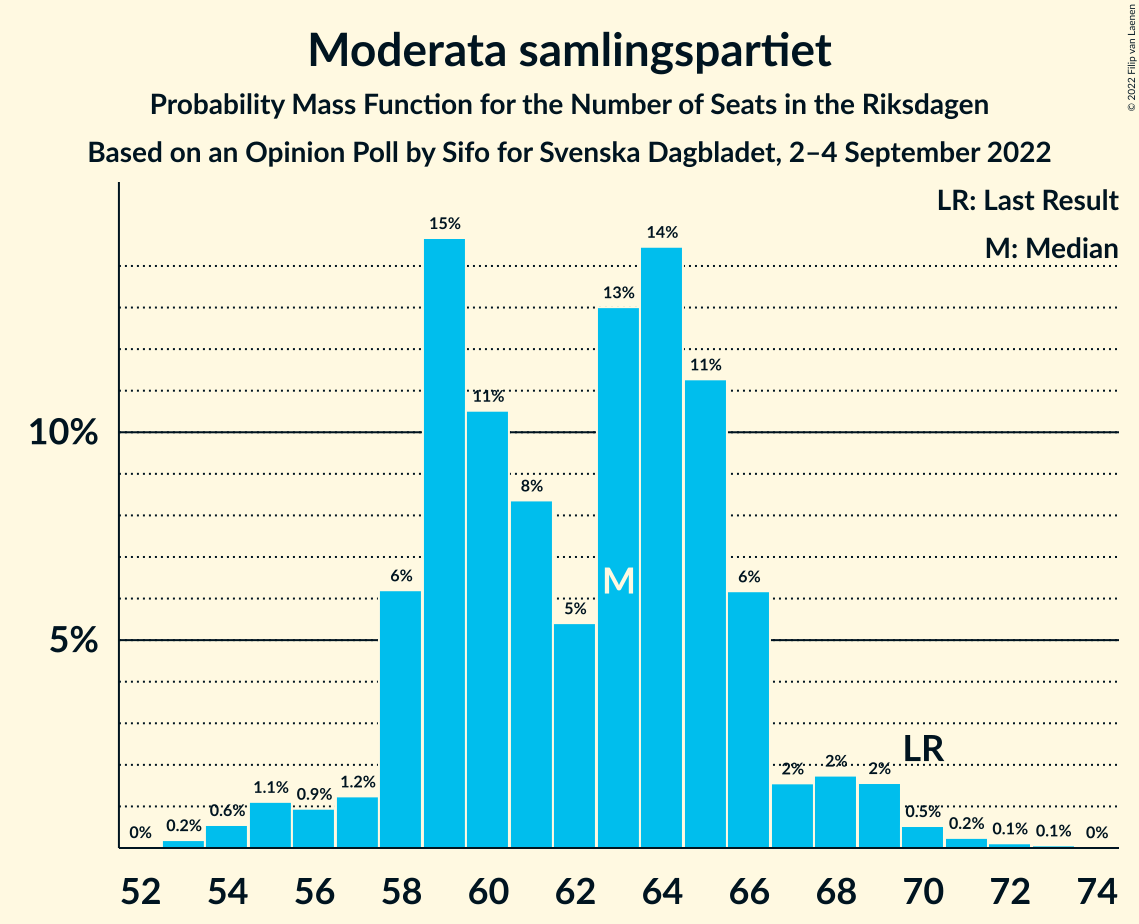 Moderata samlingspartiet
Probability Mass Function for the Number of Seats in the Riksdagen
Based on an Opinion Poll by Sifo for Svenska Dagbladet, 2–4 September 2022
© 2022 Filip van Laenen
LR: Last Result
M: Median
10%
5%
0%
0.2%
0.6%
1.1%
0.9%
1.2%
6%
15%
11%
8%
5%
13%
14%
11%
6%
2%
2%
2%
0.5%
0.2%
0.1%
0.1%
0%
M
LR
52 54 56 58 60 62 64 66 68 70 72 74